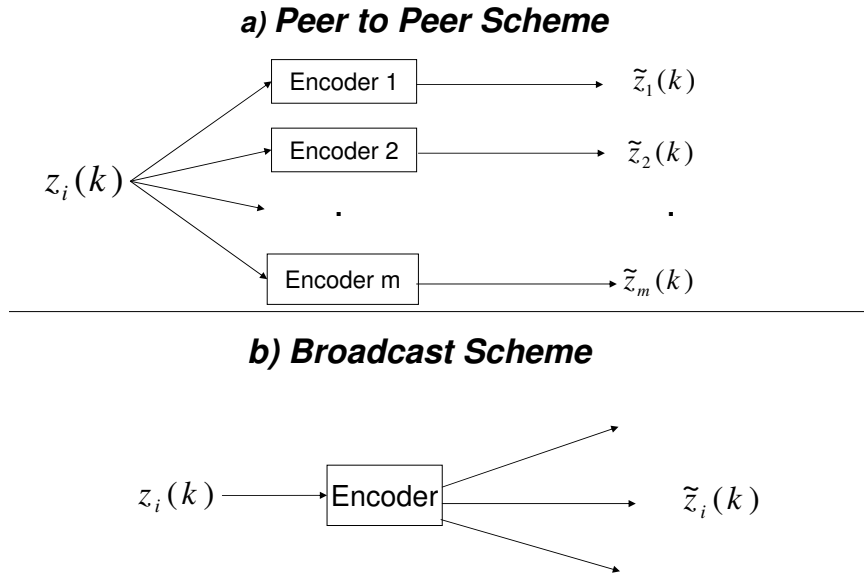 a) Peer to Peer Scheme
Encoder 1
z̃₁(k)
Encoder 2
z̃₂(k)
zᵢ(k)
. .
Encoder m
z̃ₘ(k)
b) Broadcast Scheme
zᵢ(k)
Encoder
z̃ᵢ(k)